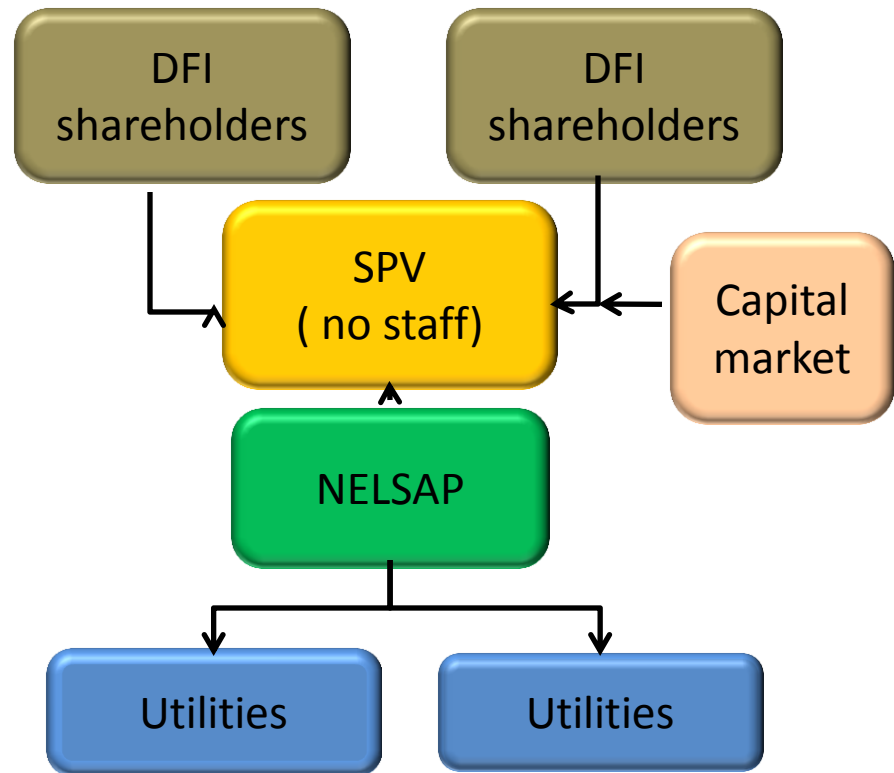 DFI
shareholders
DFI
shareholders
SPV
( no staff)
Capital
market
NELSAP
Utilities
Utilities